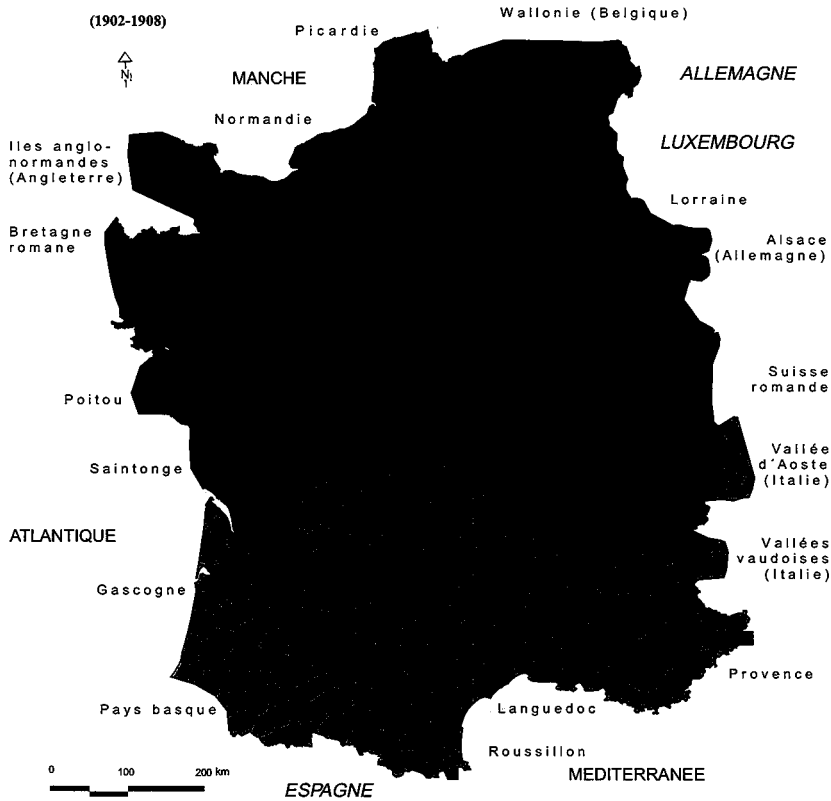 (1902-1908)
Wallonie (Belgique)
Picardie
N
MANCHE
ALLEMAGNE
Normandie
Iles anglo-
normandes
(Angleterre)
LUXEMBOURG
Lorraine
Bretagne
romane
Alsace
(Allemagne)
Suisse
romande
Poitou
Saintonge
Vallée
d´Aoste
(Italie)
ATLANTIQUE
Vallées
vaudoises
(Italie)
Gascogne
Provence
Pays basque
Languedoc
Roussillon
0 100 200 km
ESPAGNE
MEDITERRANEE